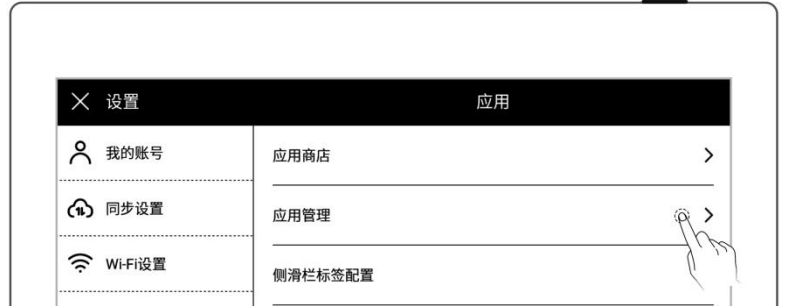 设置
应用
我的账号
应用商店
同步设置
应用管理
Wi-Fi设置
侧滑栏标签配置